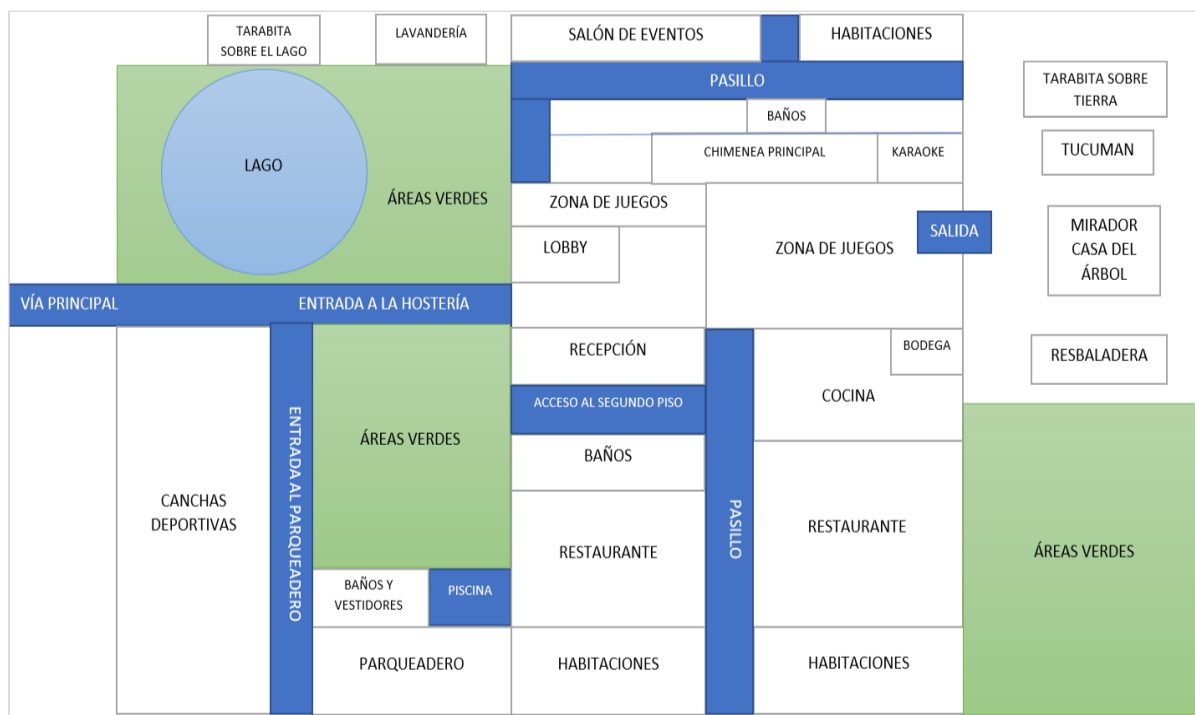 TARABITA
SOBRE EL LAGO
LAVANDERÍA
SALÓN DE EVENTOS
HABITACIONES
PASILLO
TARABITA SOBRE
TIERRA
BAÑOS
CHIMENEA PRINCIPAL
KARAOKE
TUCUMAN
LAGO
ÁREAS VERDES
ZONA DE JUEGOS
LOBBY
ZONA DE JUEGOS
SALIDA
MIRADOR
CASA DEL
ÁRBOL
VÍA PRINCIPAL
ENTRADA A LA HOSTERÍA
RECEPCIÓN
BODEGA
RESBALADERA
COCINA
ACCESO AL SEGUNDO PISO
ENTRADA AL PARQUEADERO
ÁREAS VERDES
BAÑOS
CANCHAS
DEPORTIVAS
RESTAURANTE
PASILLO
RESTAURANTE
ÁREAS VERDES
BAÑOS Y
VESTIDORES
PISCINA
PARQUEADERO
HABITACIONES
HABITACIONES